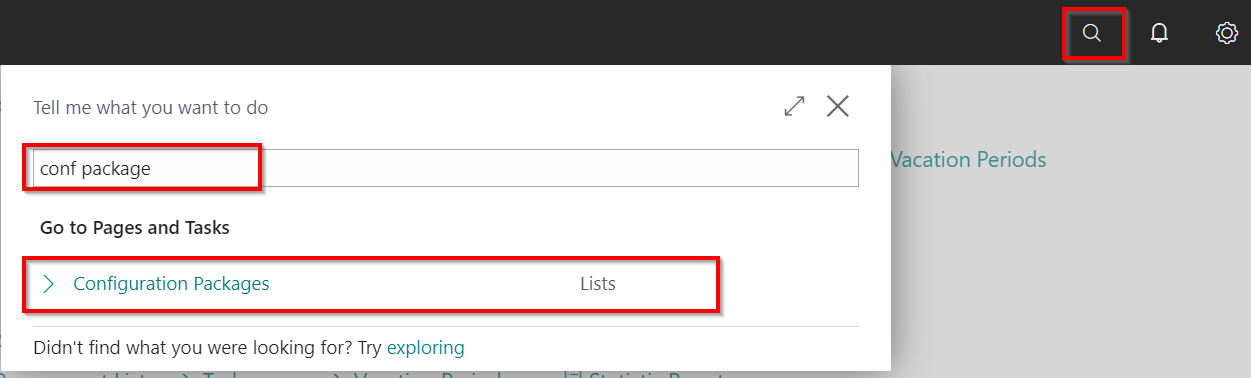 Tell me what you want to do
conf package
Vacation Periods
Go to Pages and Tasks
Configuration Packages Lists
Didn't find what you were looking for? Try exploring